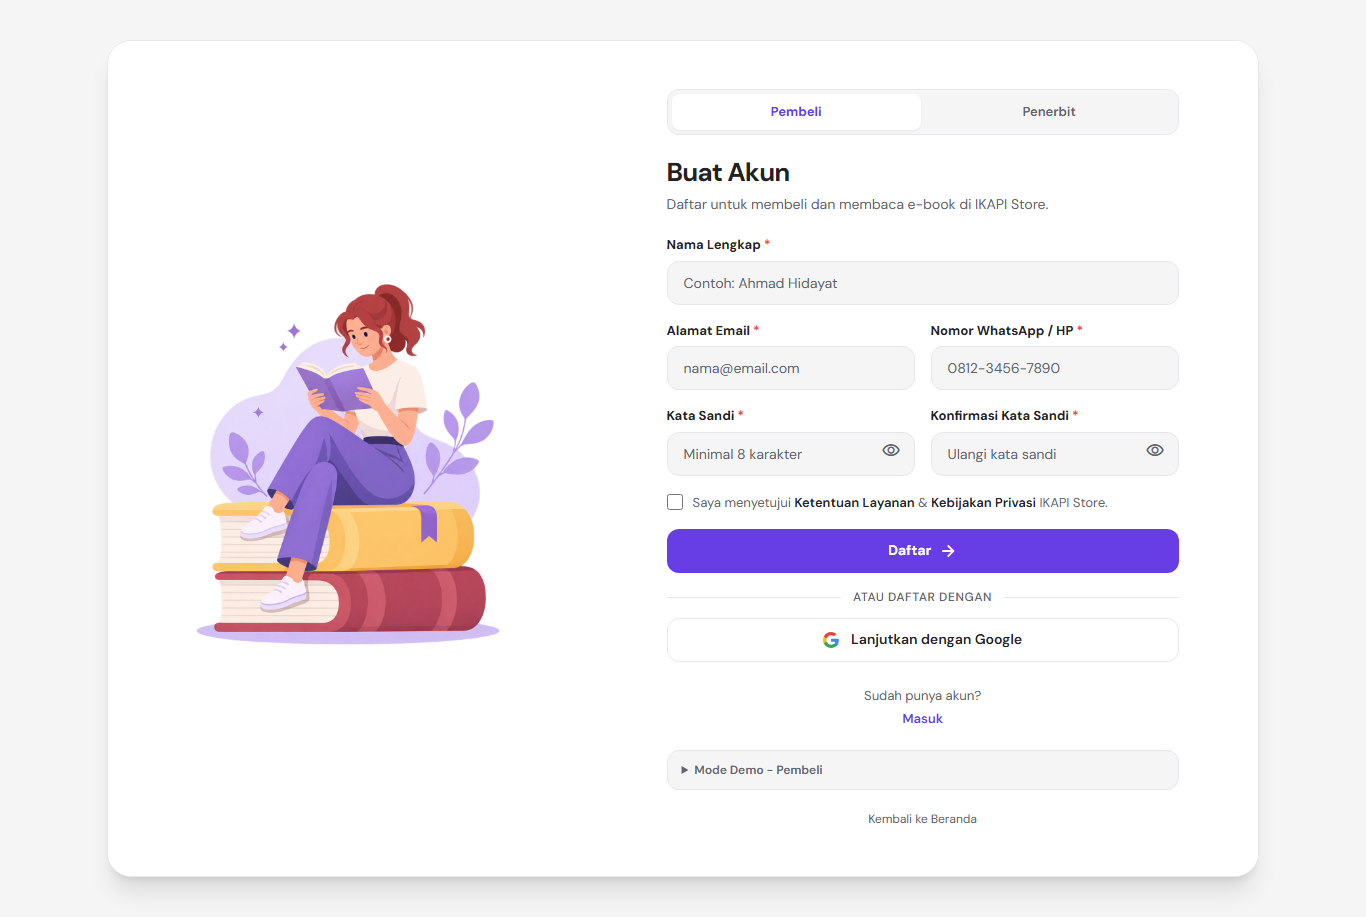 Pembeli
Penerbit
Buat Akun
Daftar untuk membeli dan membaca e-book di IKAPI Store.
Nama Lengkap *
Contoh: Ahmad Hidayat
Alamat Email *
Nomor WhatsApp / HP *
nama@email.com
0812-3456-7890
Kata Sandi *
Konfirmasi Kata Sandi *
Minimal 8 karakter
Ulangi kata sandi
Saya menyetujui Ketentuan Layanan & Kebijakan Privasi IKAPI Store.
Daftar →
ATAU DAFTAR DENGAN
Lanjutkan dengan Google
Sudah punya akun?
Masuk
▶ Mode Demo - Pembeli
Kembali ke Beranda